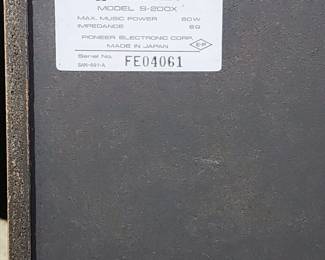 MODEL S-200X
MAX. MUSIC POWER 80W
IMPEDANCE 8Ω
PIONEER ELECTRONIC CORP.
MADE IN JAPAN
Serial No. FE04061